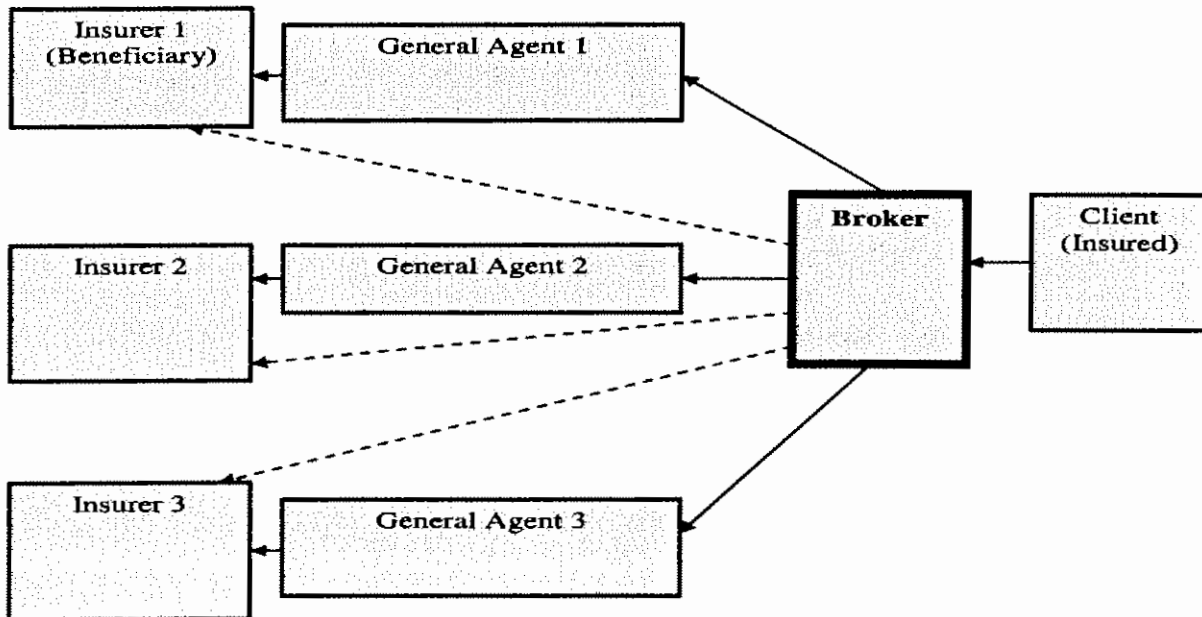 Insurer 1
(Beneficiary)
General Agent 1
Broker
Client
(Insured)
Insurer 2
General Agent 2
Insurer 3
General Agent 3